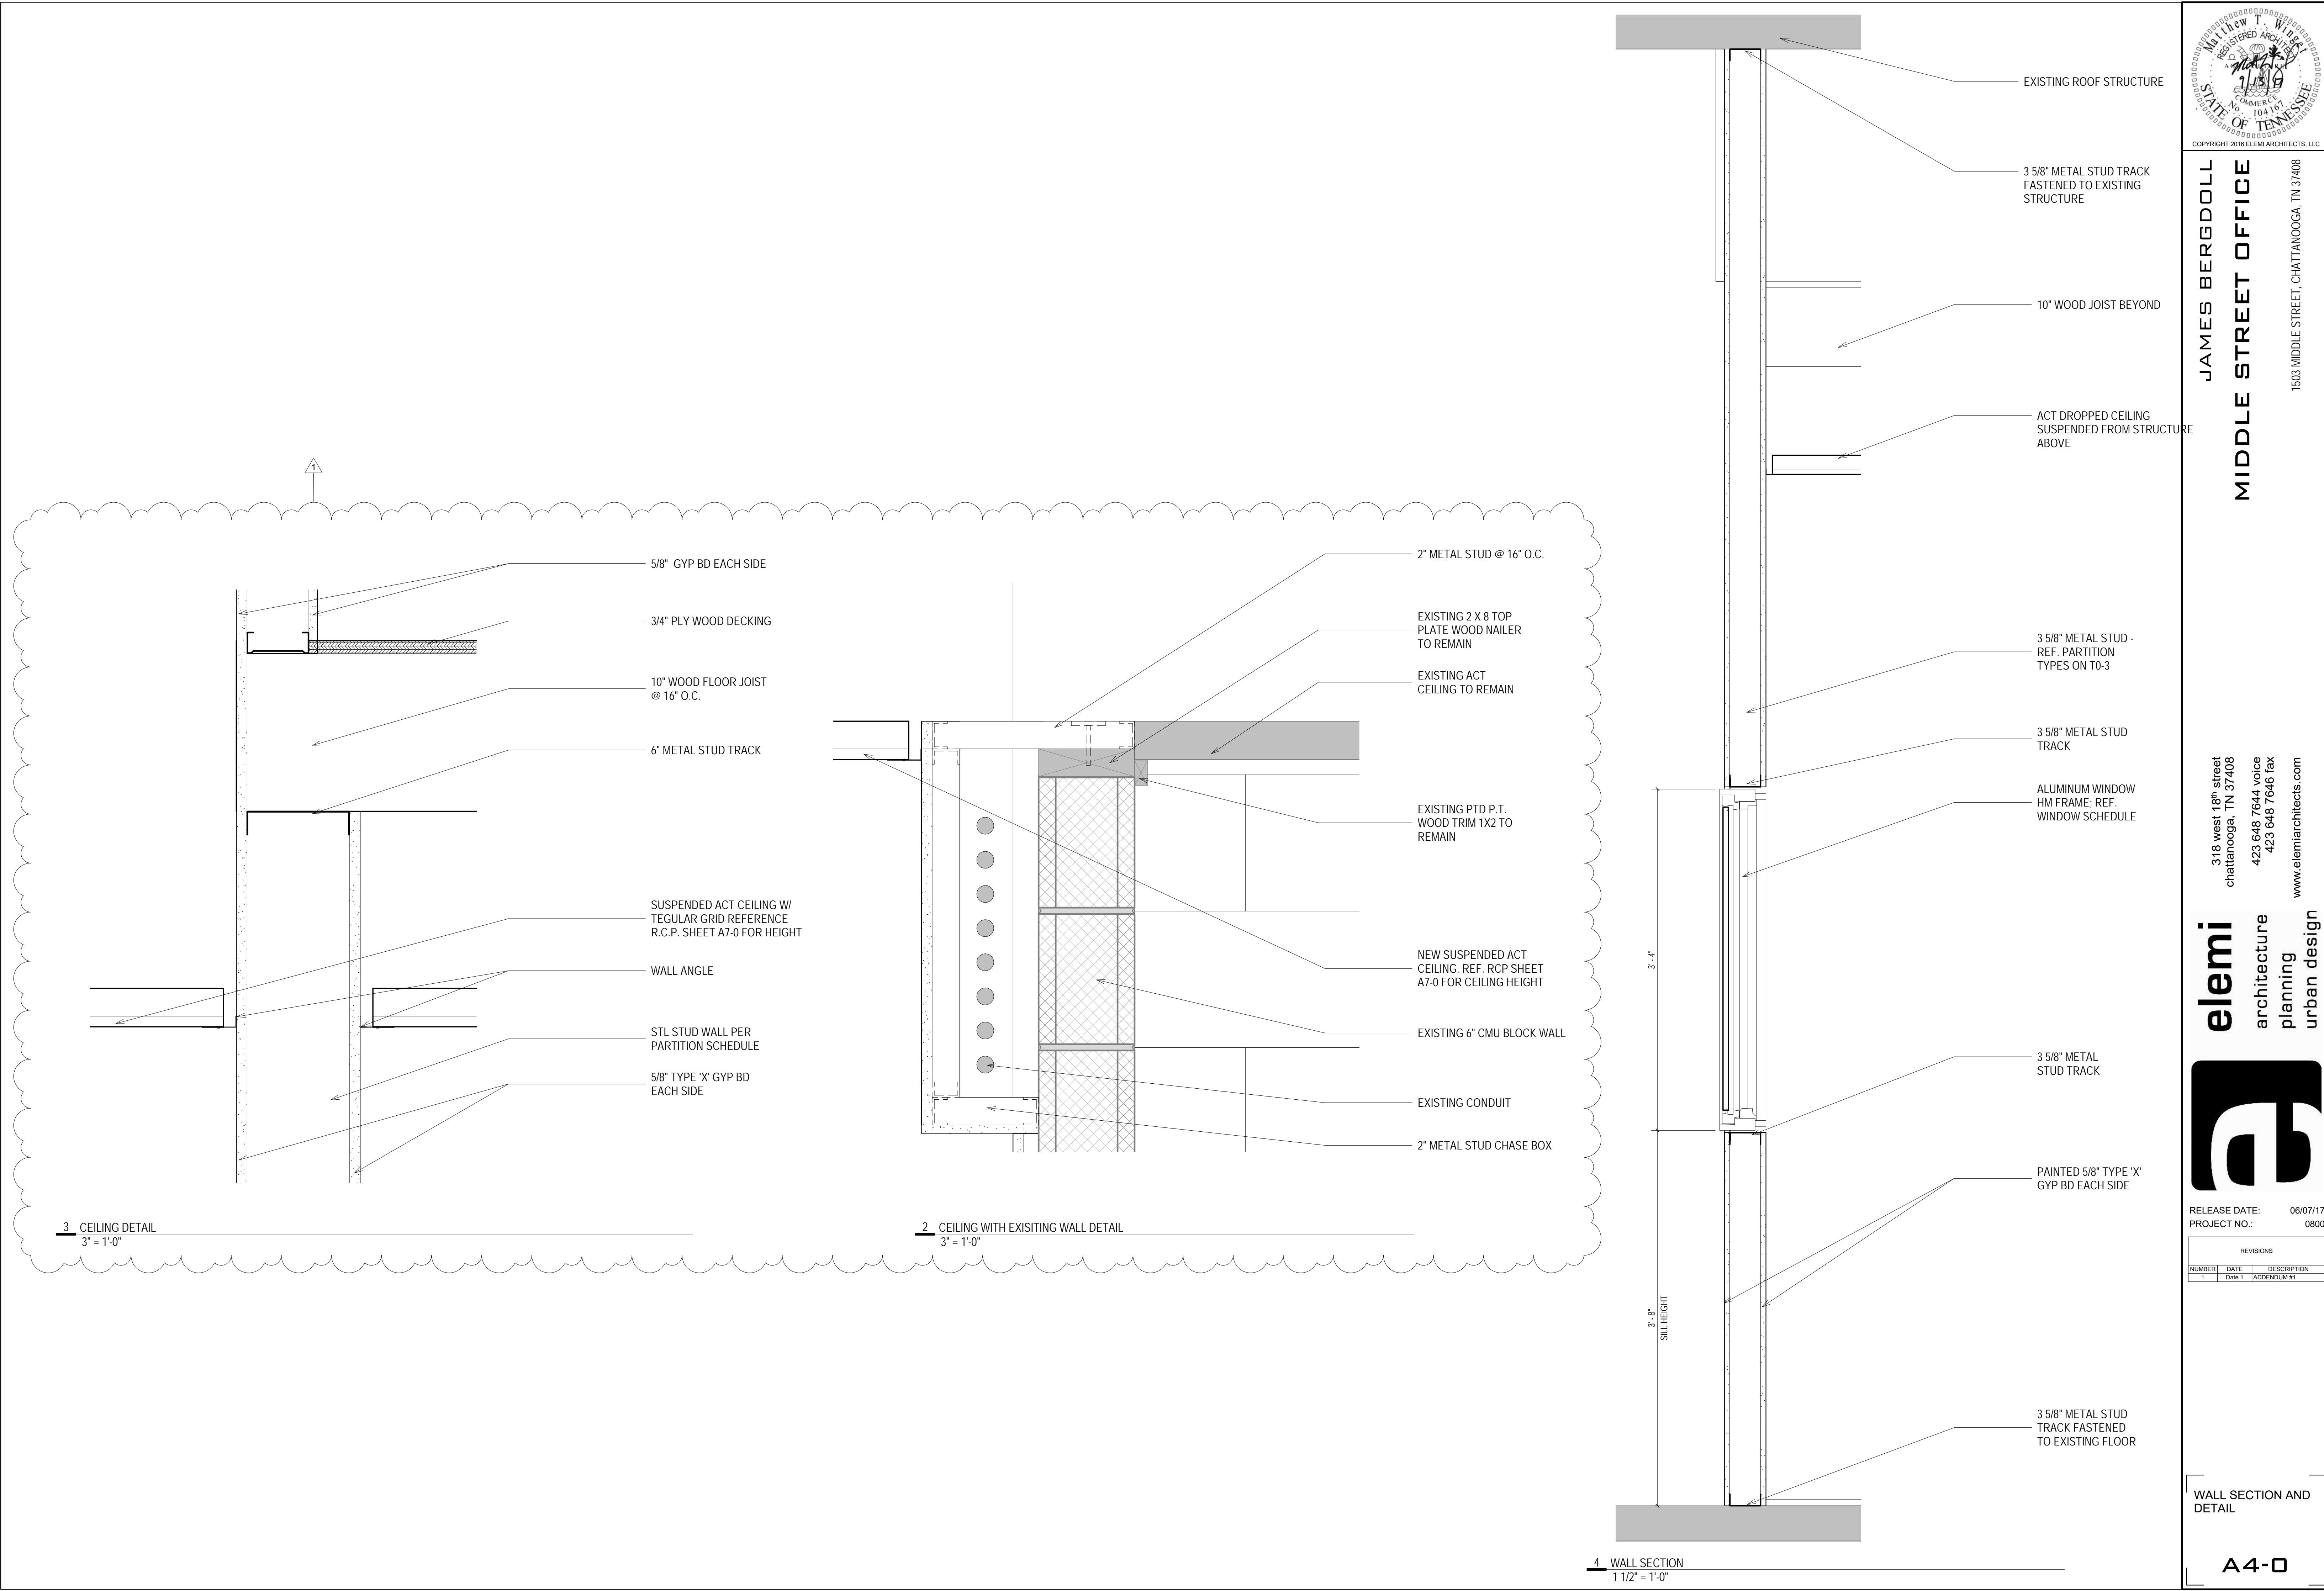 1
5/8" GYP BD EACH SIDE
3/4" PLY WOOD DECKING
10" WOOD FLOOR JOIST
@ 16" O.C.
6" METAL STUD TRACK
SUSPENDED ACT CEILING W/
TEGULAR GRID REFERENCE
R.C.P. SHEET A7-0 FOR HEIGHT
WALL ANGLE
STL STUD WALL PER
PARTITION SCHEDULE
5/8" TYPE 'X' GYP BD
EACH SIDE
3 CEILING DETAIL
3" = 1'-0"
2" METAL STUD @ 16" O.C.
EXISTING 2 X 8 TOP
PLATE WOOD NAILER
TO REMAIN
EXISTING ACT
CEILING TO REMAIN
EXISTING PTD P.T.
WOOD TRIM 1X2 TO
REMAIN
NEW SUSPENDED ACT
CEILING. REF. RCP SHEET
A7-0 FOR CEILING HEIGHT
EXISTING 6" CMU BLOCK WALL
EXISTING CONDUIT
2" METAL STUD CHASE BOX
2 CEILING WITH EXISITING WALL DETAIL
3" = 1'-0"
EXISTING ROOF STRUCTURE
3 5/8" METAL STUD TRACK
FASTENED TO EXISTING
STRUCTURE
10" WOOD JOIST BEYOND
ACT DROPPED CEILING
SUSPENDED FROM STRUCTURE
ABOVE
3 5/8" METAL STUD -
REF. PARTITION
TYPES ON T0-3
3 5/8" METAL STUD
TRACK
ALUMINUM WINDOW
HM FRAME; REF.
WINDOW SCHEDULE
3' - 4"
3 5/8" METAL
STUD TRACK
PAINTED 5/8" TYPE 'X'
GYP BD EACH SIDE
3' - 8"
SILL HEIGHT
3 5/8" METAL STUD
TRACK FASTENED
TO EXISTING FLOOR
4 WALL SECTION
1 1/2" = 1'-0"
Matthew T. Winget
REGISTERED ARCHITECT
9/13/17
COMMERCE
No 104167
STATE OF TENNESSEE
COPYRIGHT 2016 ELEMI ARCHITECTS, LLC
JAMES BERGDOLL
MIDDLE STREET OFFICE
1503 MIDDLE STREET, CHATTANOOGA, TN 37408
318 west 18th street
chattanooga, TN 37408
423 648 7644 voice
423 648 7646 fax
www.elemiarchitects.com
elemi
architecture
planning
urban design
e
RELEASE DATE: 06/07/17
PROJECT NO.: 0800
REVISIONS
NUMBER DATE DESCRIPTION
1 Date 1 ADDENDUM #1
WALL SECTION AND
DETAIL
A4-0